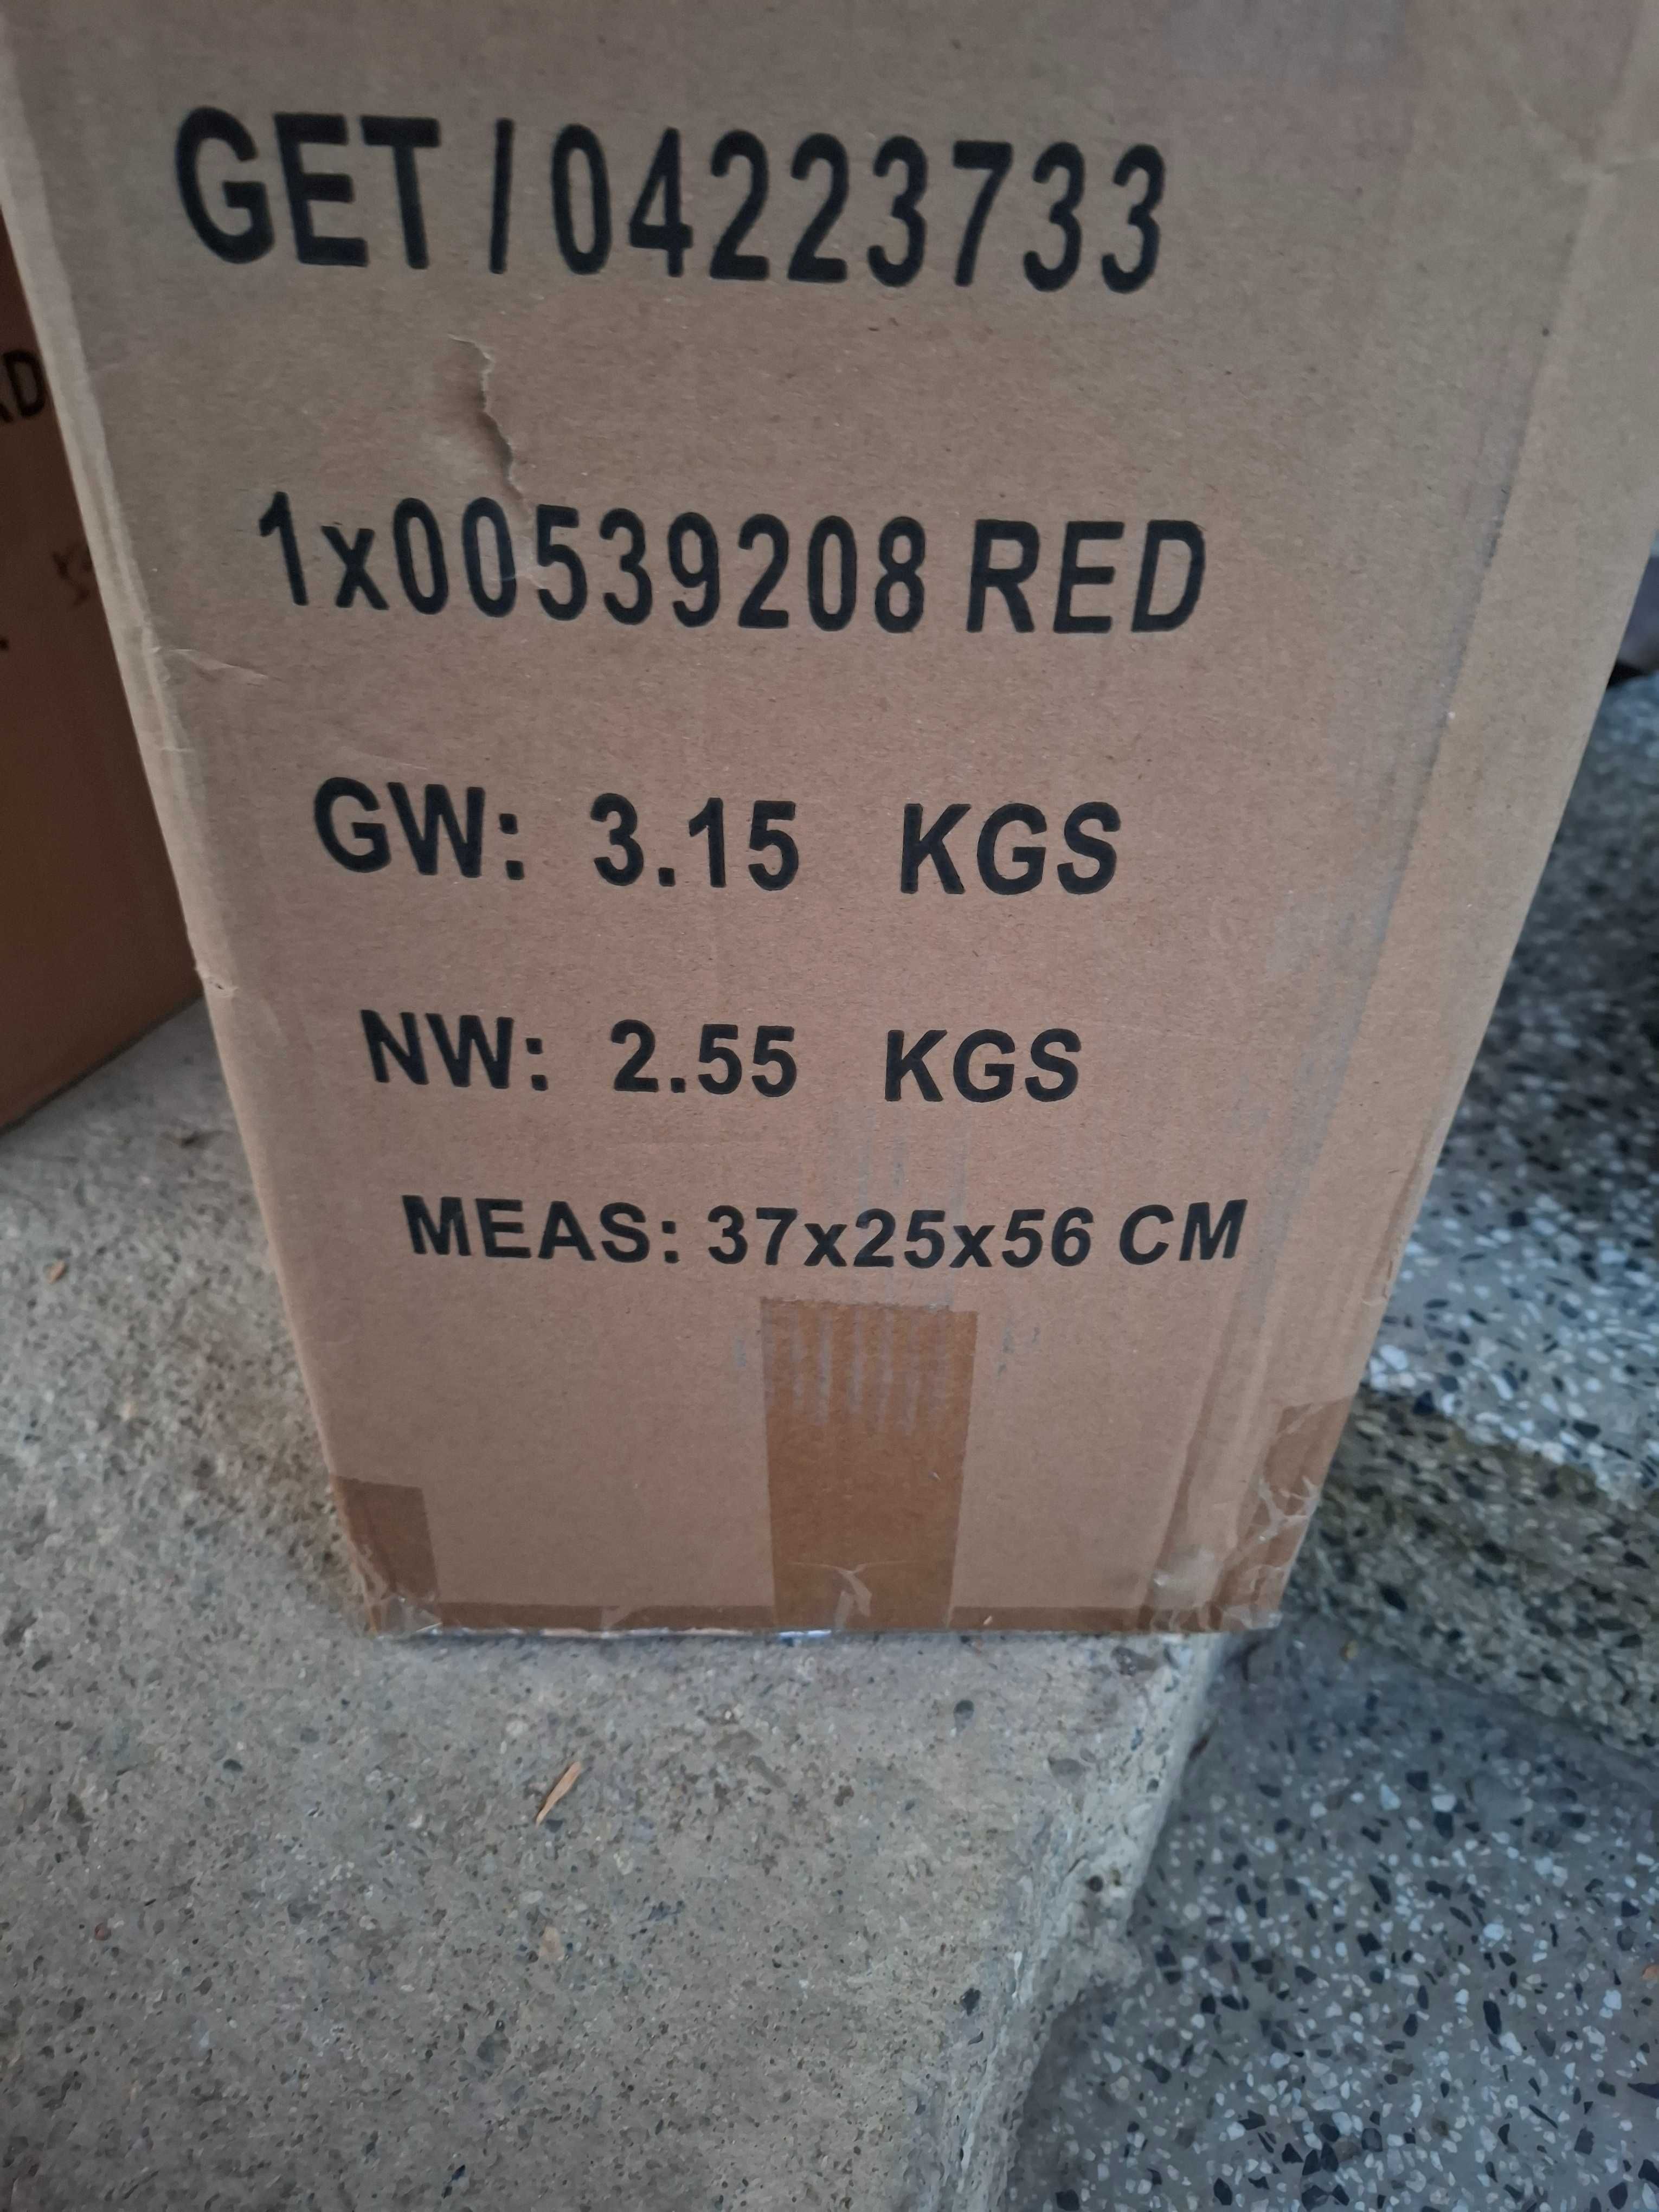 GET / 04223733
1x00539208 RED
GW: 3.15 KGS
NW: 2.55 KGS
MEAS: 37x25x56 CM